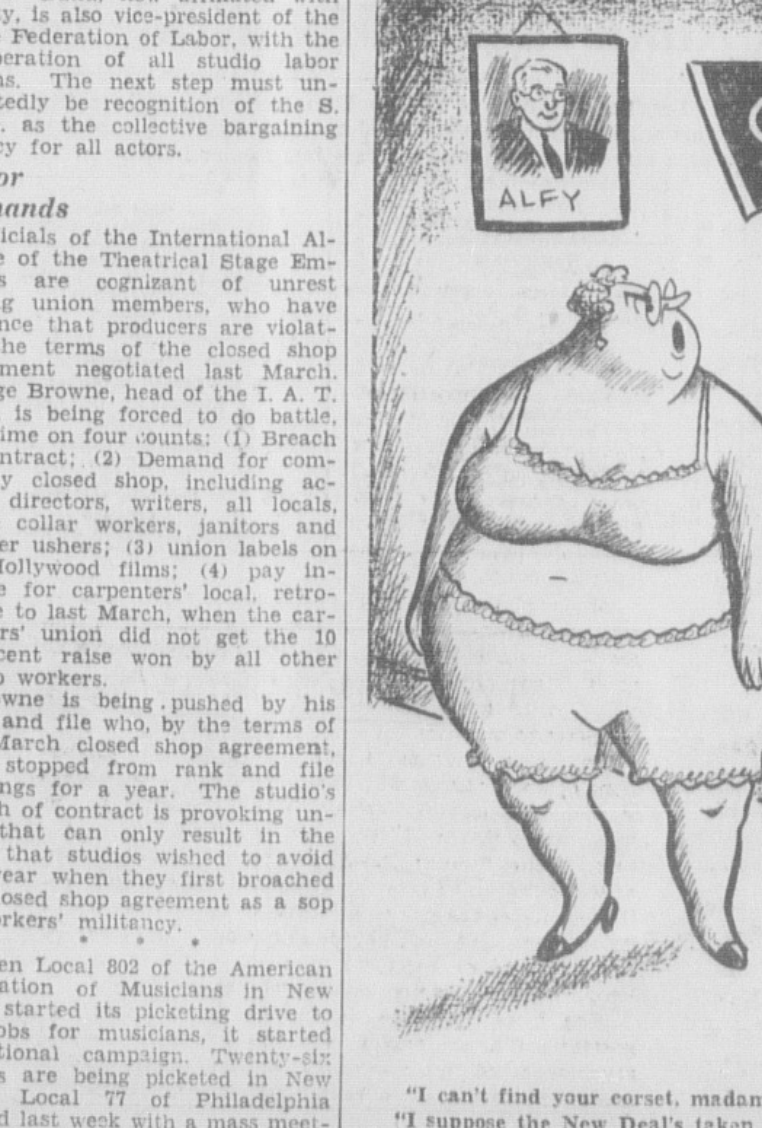 y, is also vice-president of the
Federation of Labor, with the
eration of all studio labor
ns. The next step must un-
tedly be recognition of the S.
. as the collective bargaining
cy for all actors.
or
hands
icials of the International Al-
e of the Theatrical Stage Em-
s are cognizant of unrest
g union members, who have
nce that producers are violat-
he terms of the closed shop
ment negotiated last March.
ge Browne, head of the I. A. T.
is being forced to do battle,
ime on four counts: (1) Breach
ntract; (2) Demand for com-
y closed shop, including ac-
directors, writers, all locals,
collar workers, janitors and
er ushers; (3) union labels on
Hollywood films; (4) pay in-
e for carpenters' local, retro-
e to last March, when the car-
rs' union did not get the 10
cent raise won by all other
o workers.
wne is being pushed by his
and file who, by the terms of
March closed shop agreement,
stopped from rank and file
ngs for a year. The studio's
h of contract is provoking un-
that can only result in the
that studios wished to avoid
year when they first broached
losed shop agreement as a sop
orkers' militancy.
* * *
en Local 802 of the American
ation of Musicians in New
started its picketing drive to
obs for musicians, it started
tional campaign. Twenty-six
s are being picketed in New
Local 77 of Philadelphia
d last week with a mass meet-
ALFY
"I can't find your corset, madam
"I suppose the New Deal's taken